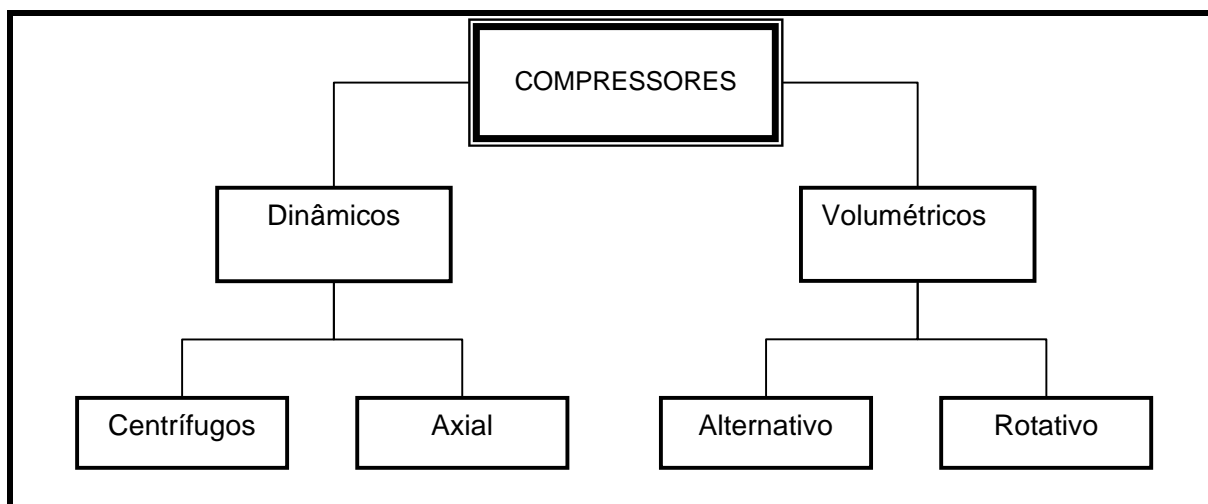 COMPRESSORES
Dinâmicos
Volumétricos
Centrífugos
Axial
Alternativo
Rotativo